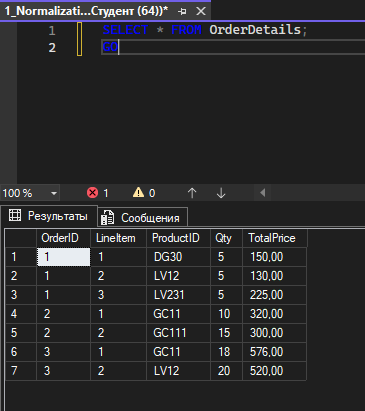 1_Normalizati...Студент (64))*
1 SELECT * FROM OrderDetails;
2 GO
100 % 1 0
Результаты Сообщения
OrderID LineItem ProductID Qty TotalPrice
1 1 1 DG30 5 150,00
2 1 2 LV12 5 130,00
3 1 3 LV231 5 225,00
4 2 1 GC11 10 320,00
5 2 2 GC111 15 300,00
6 3 1 GC11 18 576,00
7 3 2 LV12 20 520,00